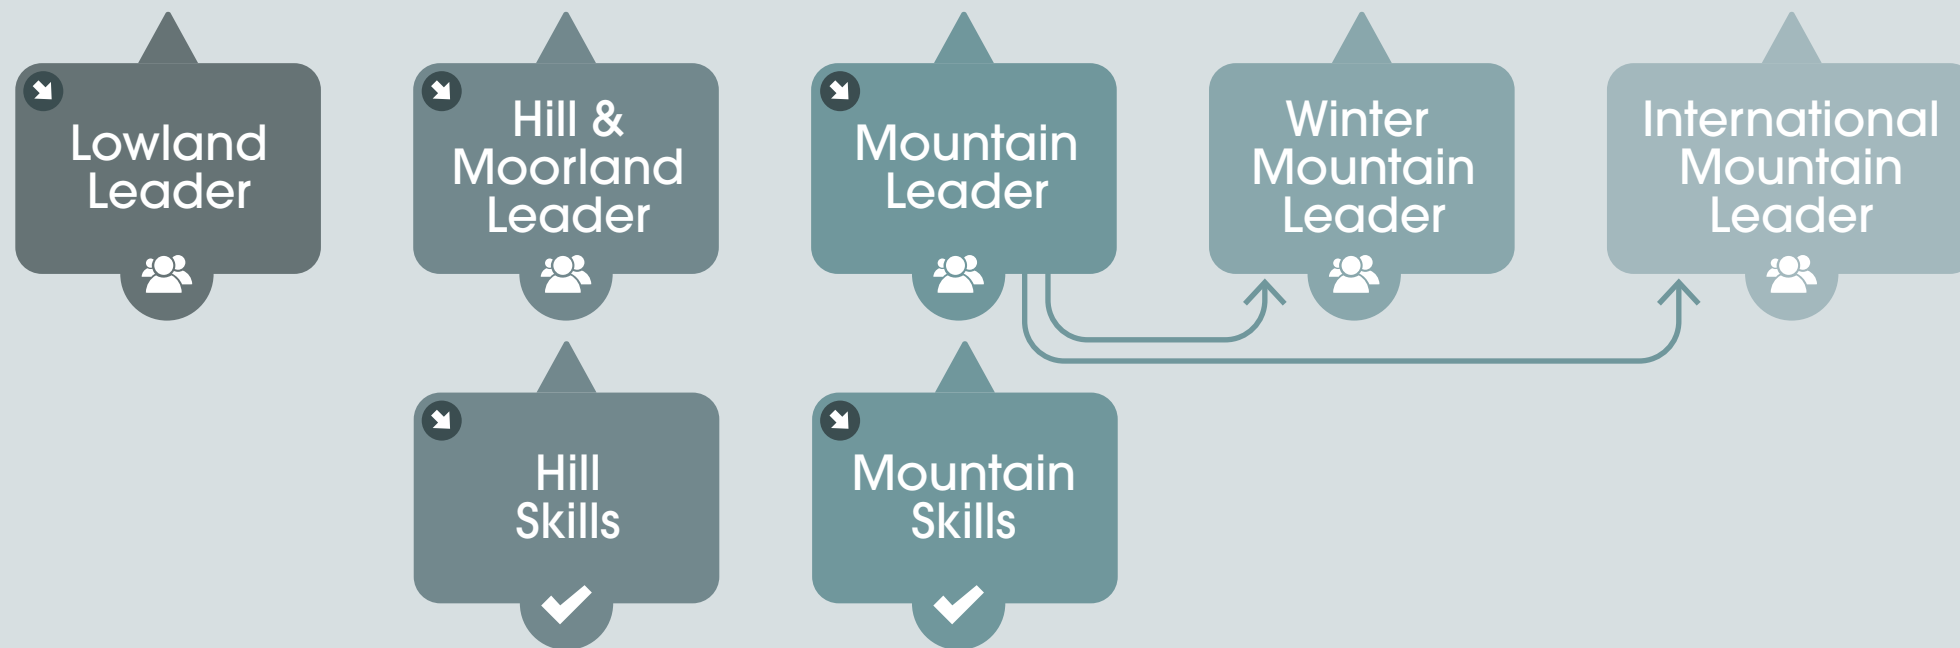 Lowland
Leader
Hill &
Moorland
Leader
Mountain
Leader
Winter
Mountain
Leader
International
Mountain
Leader
Hill
Skills
Mountain
Skills